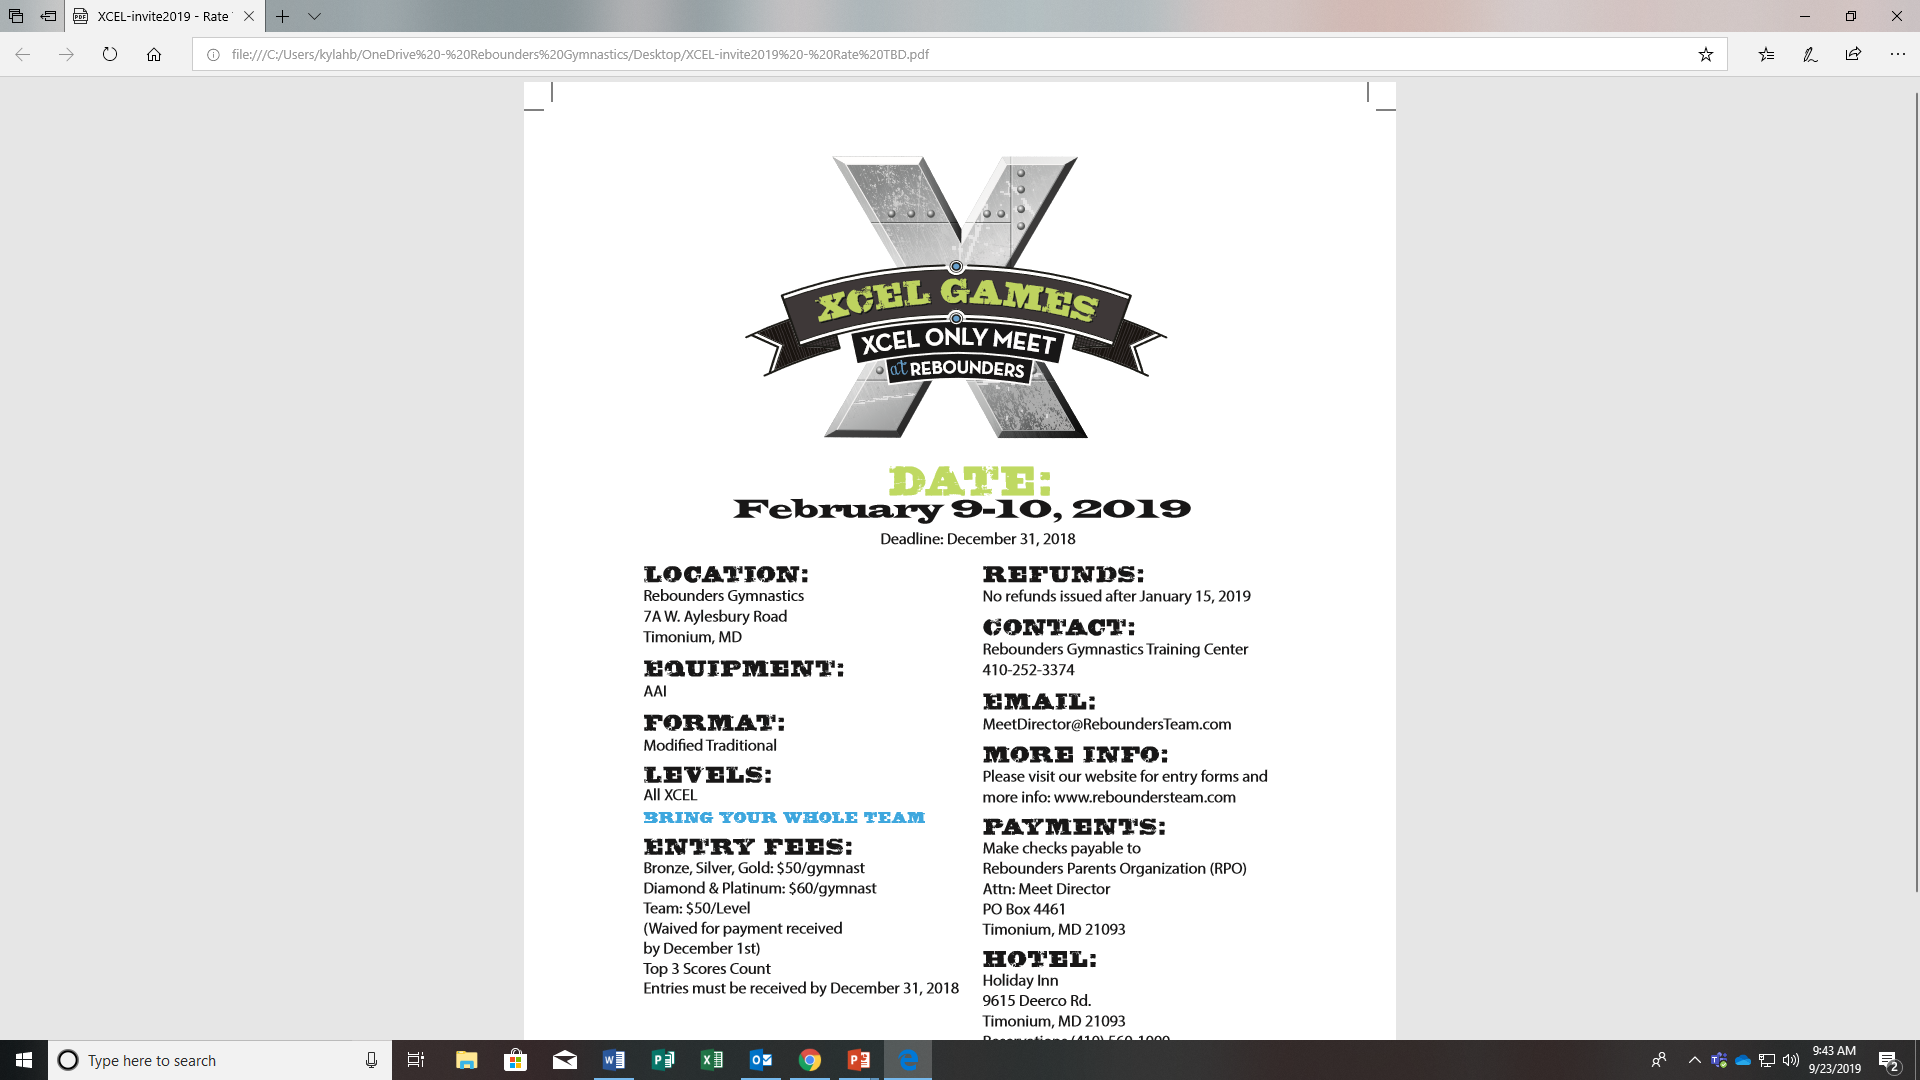 XCEL-invite2019 - Rate
file:///C:/Users/kylahb/OneDrive%20-%20Rebounders%20Gymnastics/Desktop/XCEL-invite2019%20-%20Rate%20TBD.pdf
XCEL GAMES
XCEL ONLY MEET
at REBOUNDERS
DATE:
February 9-10, 2019
Deadline: December 31, 2018
LOCATION:
Rebounders Gymnastics
7A W. Aylesbury Road
Timonium, MD
EQUIPMENT:
AAI
FORMAT:
Modified Traditional
LEVELS:
All XCEL
BRING YOUR WHOLE TEAM
ENTRY FEES:
Bronze, Silver, Gold: $50/gymnast
Diamond & Platinum: $60/gymnast
Team: $50/Level
(Waived for payment received
by December 1st)
Top 3 Scores Count
Entries must be received by December 31, 2018
REFUNDS:
No refunds issued after January 15, 2019
CONTACT:
Rebounders Gymnastics Training Center
410-252-3374
EMAIL:
MeetDirector@ReboundersTeam.com
MORE INFO:
Please visit our website for entry forms and
more info: www.reboundersteam.com
PAYMENTS:
Make checks payable to
Rebounders Parents Organization (RPO)
Attn: Meet Director
PO Box 4461
Timonium, MD 21093
HOTEL:
Holiday Inn
9615 Deerco Rd.
Timonium, MD 21093
Type here to search
9:43 AM
9/23/2019
2